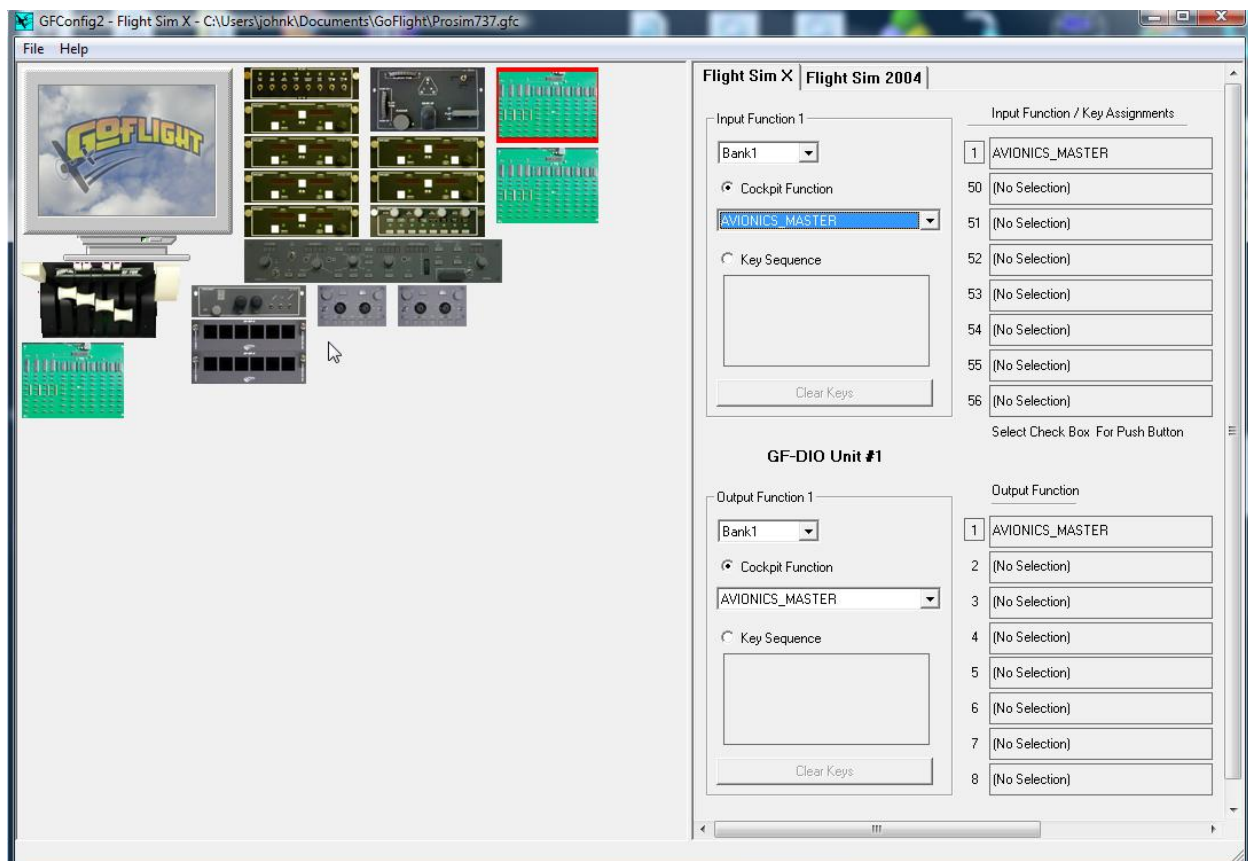 GFConfig2 - Flight Sim X - C:\Users\johnk\Documents\GoFlight\Prosim737.gfc
File Help
GOFLIGHT
Flight Sim X Flight Sim 2004
Input Function 1
Bank1
Cockpit Function
AVIONICS_MASTER
Key Sequence
Clear Keys
Input Function / Key Assignments
1 AVIONICS_MASTER
50 (No Selection)
51 (No Selection)
52 (No Selection)
53 (No Selection)
54 (No Selection)
55 (No Selection)
56 (No Selection)
Select Check Box For Push Button
GF-DIO Unit #1
Output Function 1
Bank1
Cockpit Function
AVIONICS_MASTER
Key Sequence
Clear Keys
Output Function
1 AVIONICS_MASTER
2 (No Selection)
3 (No Selection)
4 (No Selection)
5 (No Selection)
6 (No Selection)
7 (No Selection)
8 (No Selection)